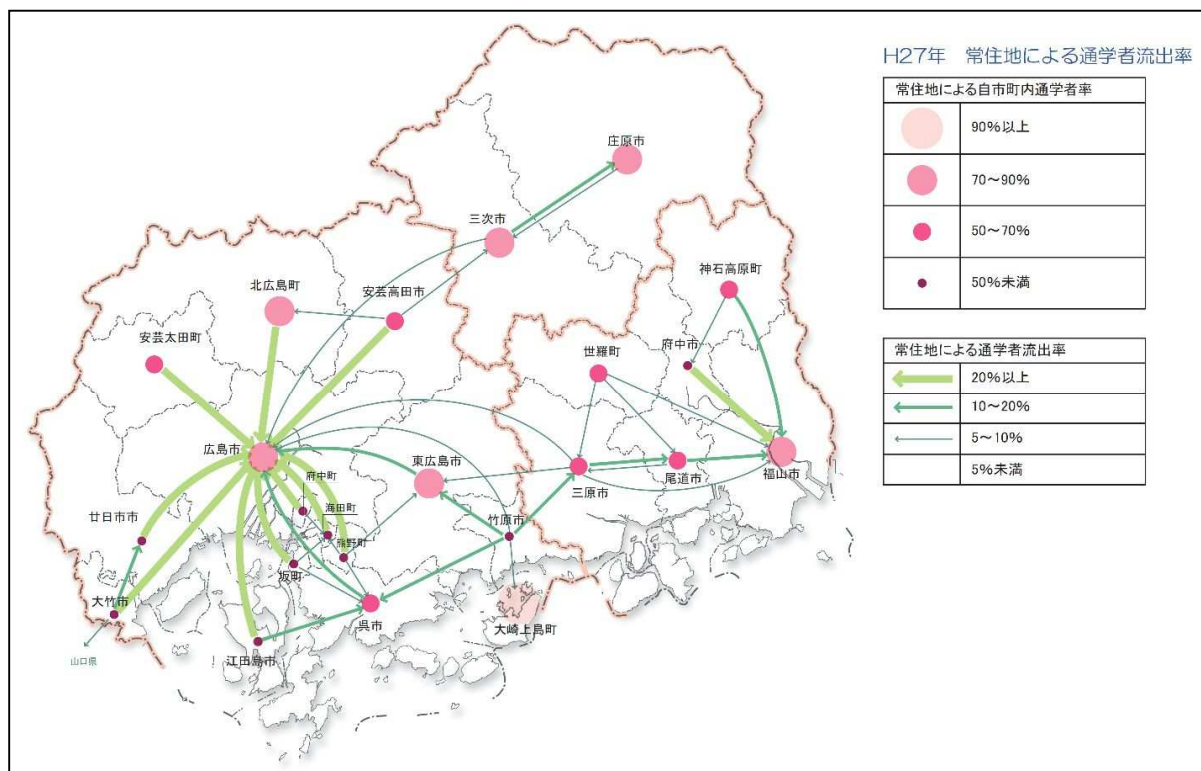 H27年 常住地による通学者流出率
常住地による自市町内通学者率
90%以上
70～90%
50～70%
50%未満
常住地による通学者流出率
20%以上
10～20%
5～10%
5%未満
庄原市
三次市
神石高原町
北広島町
安芸高田市
安芸太田町
世羅町
府中市
広島市
東広島市
府中町
三原市
尾道市
福山市
海田町
廿日市市
竹原市
熊野町
坂町
大竹市
呉市
大崎上島町
山口県
江田島市